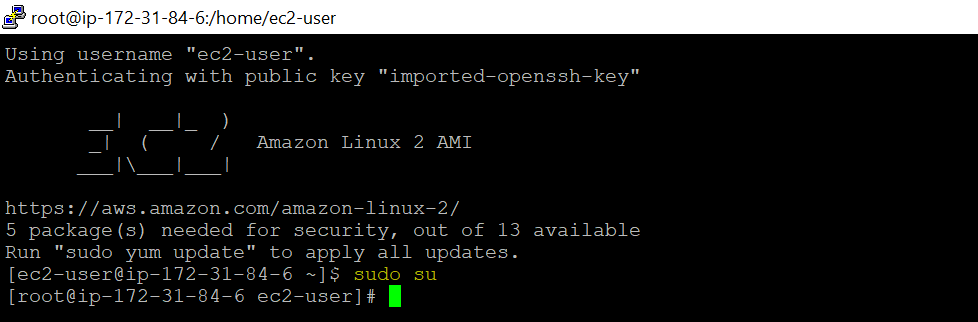 root@ip-172-31-84-6:/home/ec2-user
Using username "ec2-user".
Authenticating with public key "imported-openssh-key"
__|  __|_  )
_|  (     /   Amazon Linux 2 AMI
___|\___|___|
https://aws.amazon.com/amazon-linux-2/
5 package(s) needed for security, out of 13 available
Run "sudo yum update" to apply all updates.
[ec2-user@ip-172-31-84-6 ~]$ sudo su
[root@ip-172-31-84-6 ec2-user]#